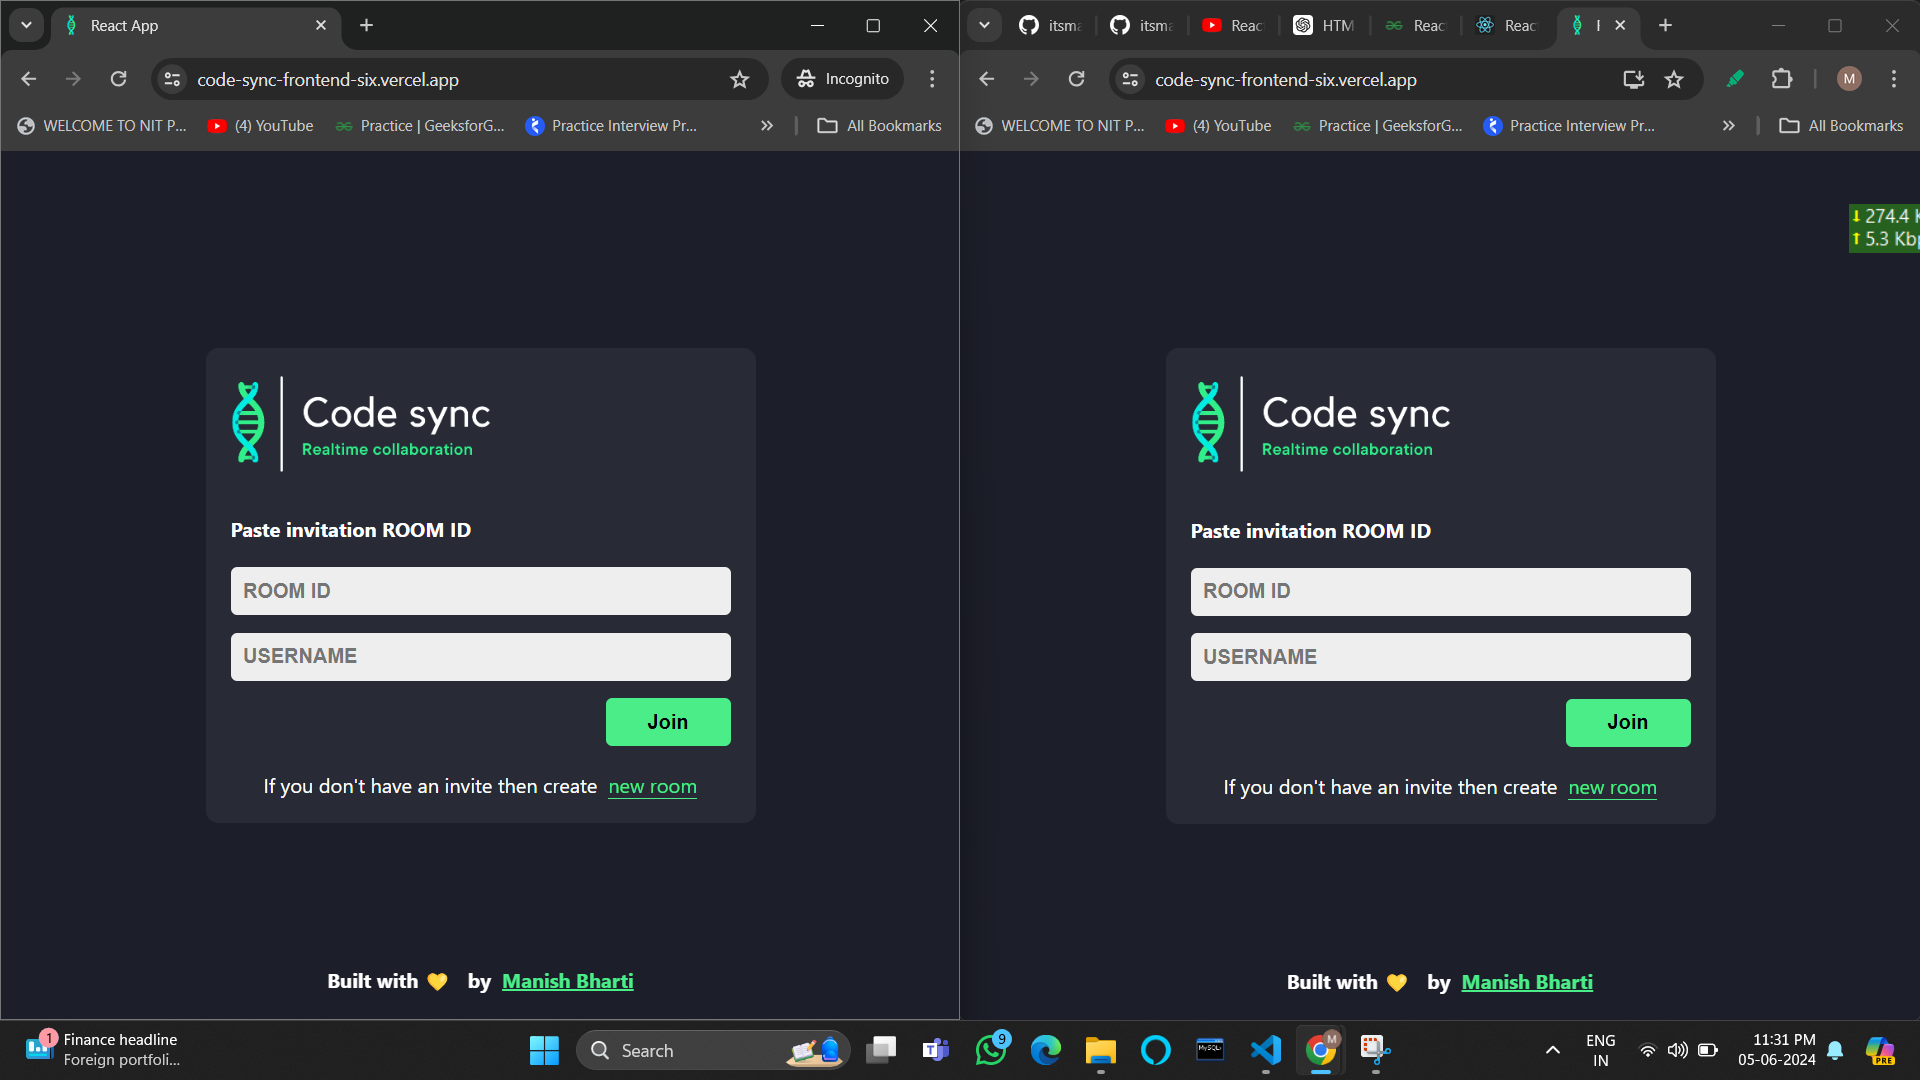 React App
code-sync-frontend-six.vercel.app
Incognito
WELCOME TO NIT P...
(4) YouTube
Practice | GeeksforG...
Practice Interview Pr...
All Bookmarks
Code sync
Realtime collaboration
Paste invitation ROOM ID
ROOM ID
USERNAME
Join
If you don't have an invite then create new room
Built with 💛 by Manish Bharti
itsma
itsma
Reac
HTM
Reac
Reac
code-sync-frontend-six.vercel.app
M
WELCOME TO NIT P...
(4) YouTube
Practice | GeeksforG...
Practice Interview Pr...
All Bookmarks
274.4 K
5.3 Kbp
Code sync
Realtime collaboration
Paste invitation ROOM ID
ROOM ID
USERNAME
Join
If you don't have an invite then create new room
Built with 💛 by Manish Bharti
1
Finance headline
Foreign portfoli...
Search
9
MySQL
M
ENG
IN
11:31 PM
05-06-2024
PRE